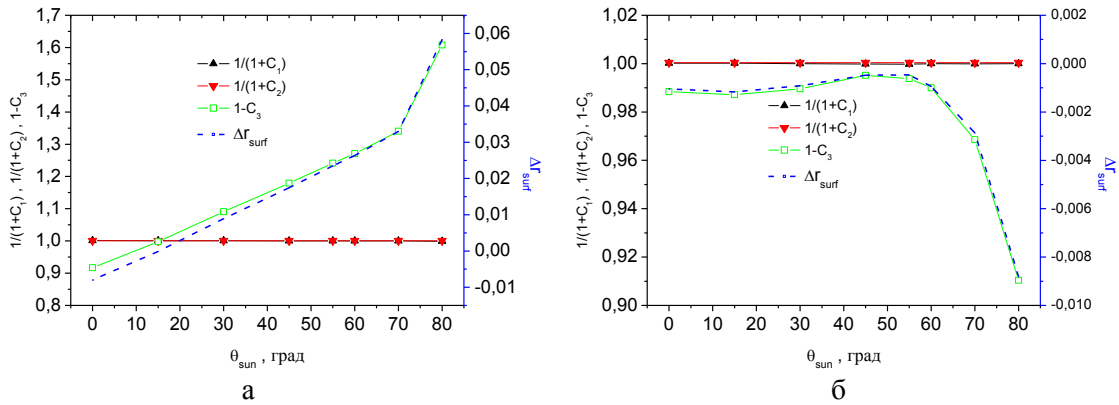 1,7
1,6
1,5
1,4
1,3
1,2
1,1
1,0
0,9
0,8
1/(1+C₁) , 1/(1+C₂) , 1-C₃
1/(1+C₁)
1/(1+C₂)
1-C₃
Δr_surf
0,06
0,05
0,04
0,03
0,02
0,01
0,00
-0,01
Δr_surf
0 10 20 30 40 50 60 70 80
θ_sun , град
а
1,02
1,00
0,98
0,96
0,94
0,92
0,90
1/(1+C₁) , 1/(1+C₂) , 1-C₃
1/(1+C₁)
1/(1+C₂)
1-C₃
Δr_surf
0,002
0,000
-0,002
-0,004
-0,006
-0,008
-0,010
Δr_surf
0 10 20 30 40 50 60 70 80
θ_sun , град
б